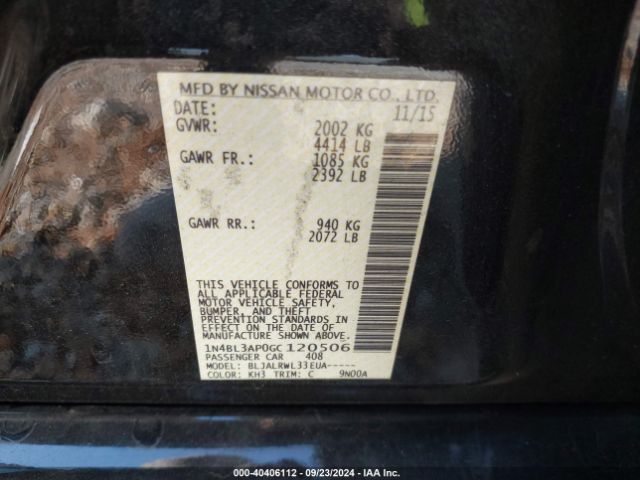 MFD BY NISSAN MOTOR CO., LTD.
DATE: 11/15
GVWR: 2002 KG
4414 LB
GAWR FR.: 1085 KG
2392 LB
GAWR RR.: 940 KG
2072 LB
THIS VEHICLE CONFORMS TO
ALL APPLICABLE FEDERAL
MOTOR VEHICLE SAFETY,
BUMPER, AND THEFT
PREVENTION STANDARDS IN
EFFECT ON THE DATE OF
MANUFACTURE SHOWN ABOVE.
1N4BL3AP0GC 120506
PASSENGER CAR 408
MODEL: BLJALRWL33EUA-----
COLOR: KH3 TRIM: C 9N00A
000-40406112 - 09/23/2024 - IAA Inc.